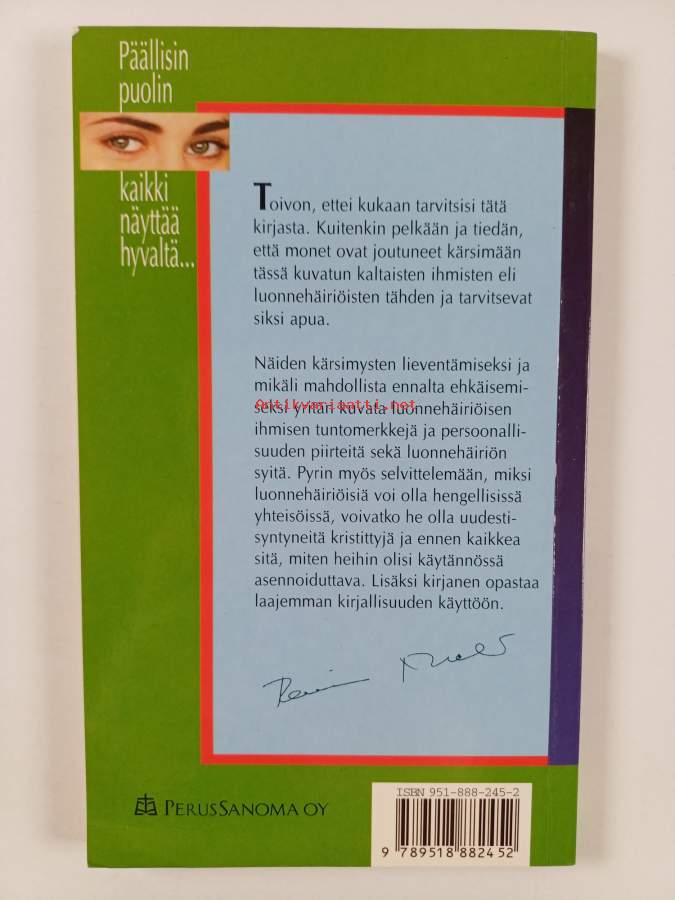 Päällisin
puolin
kaikki
näyttää
hyvaltä...
Toivon, ettei kukaan tarvitsisi tätä
kirjasta. Kuitenkin pelkään ja tiedän,
että monet ovat joutuneet kärsimään
tässä kuvatun kaltaisten ihmisten eli
luonnehäiriöisten tähden ja tarvitsevat
siksi apua.
Näiden kärsimysten lieventämiseksi ja
mikäli mahdollista ennalta ehkäisemi-
seksi yritän kuvata luonnehäiriöisen
Antikvariaatti.net
ihmisen tuntomerkkejä ja persoonalli-
suuden piirteitä sekä luonnehäiriön
syitä. Pyrin myös selvittelemään, miksi
luonnehäiriöisiä voi olla hengellisissä
yhteisöissä, voivatko he olla uudesti-
syntyneitä kristittyjä ja ennen kaikkea
sitä, miten heihin olisi käytännössä
asennoiduttava. Lisäksi kirjanen opastaa
laajemman kirjallisuuden käyttöön.
PERUSSANOMA OY
ISBN 951-888-245-2
9 789518 882452